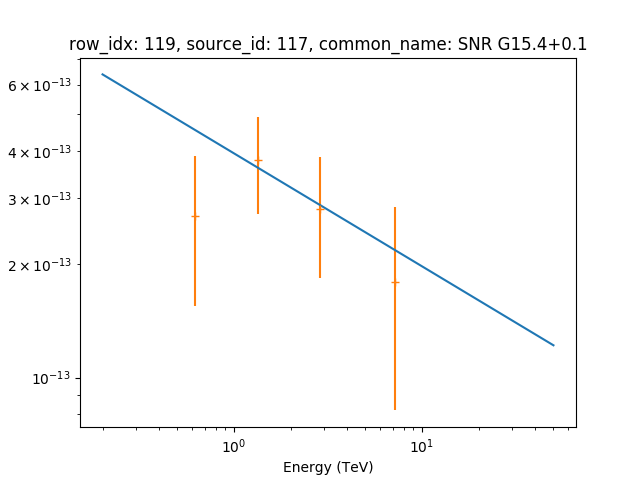 row_idx: 119, source_id: 117, common_name: SNR G15.4+0.1
6 × 10⁻¹³
4 × 10⁻¹³
3 × 10⁻¹³
2 × 10⁻¹³
10⁻¹³
10⁰ 10¹
Energy (TeV)